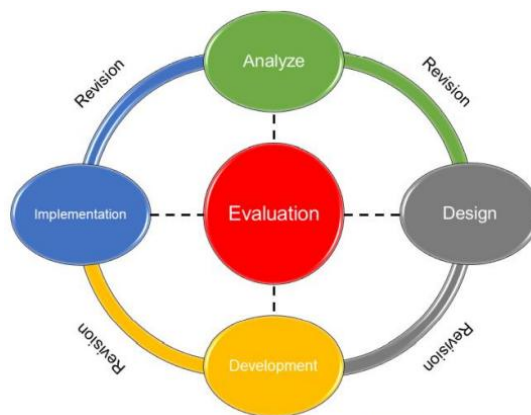 Analyze
Revision
Revision
Implementation
Evaluation
Design
Revision
Revision
Development